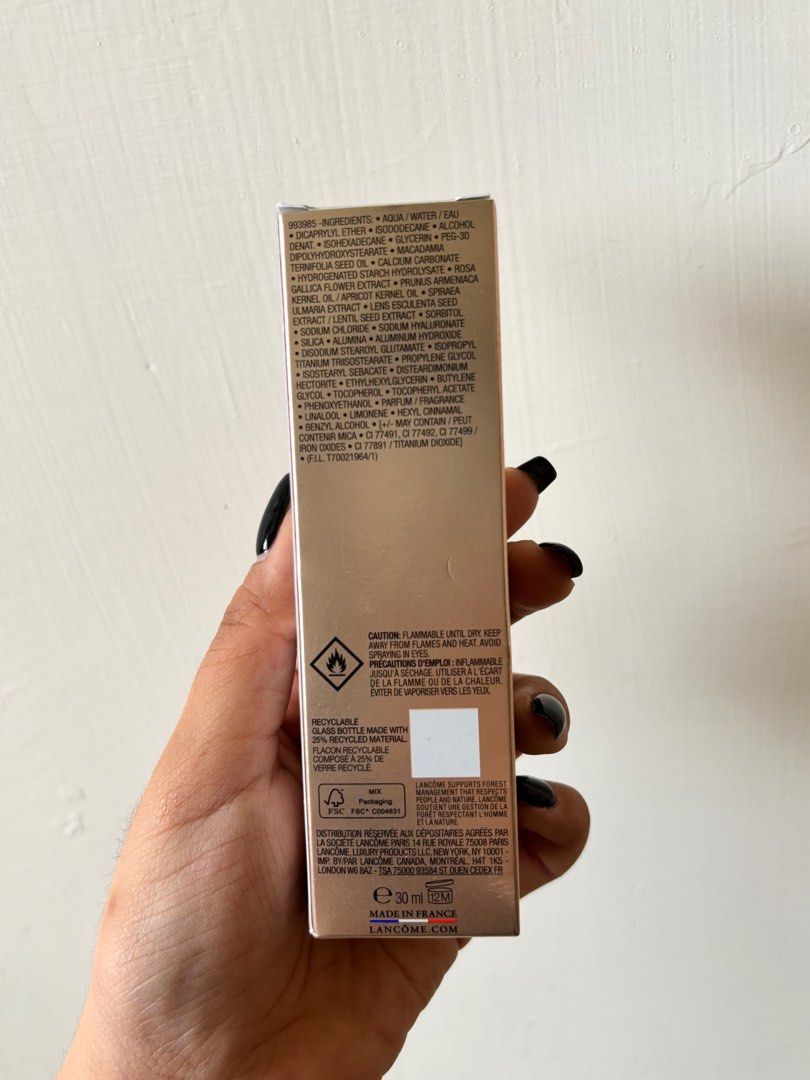 993985 -INGREDIENTS: • AQUA / WATER / EAU
• DICAPRYLYL ETHER • ISODODECANE • ALCOHOL
DENAT. • ISOHEXADECANE • GLYCERIN • PEG-30
DIPOLYHYDROXYSTEARATE • MACADAMIA
TERNIFOLIA SEED OIL • CALCIUM CARBONATE
• HYDROGENATED STARCH HYDROLYSATE • ROSA
GALLICA FLOWER EXTRACT • PRUNUS ARMENIACA
KERNEL OIL / APRICOT KERNEL OIL • SPIRAEA
ULMARIA EXTRACT • LENS ESCULENTA SEED
EXTRACT / LENTIL SEED EXTRACT • SORBITOL
• SODIUM CHLORIDE • SODIUM HYALURONATE
• SILICA • ALUMINA • ALUMINUM HYDROXIDE
• DISODIUM STEAROYL GLUTAMATE • ISOPROPYL
TITANIUM TRIISOSTEARATE • PROPYLENE GLYCOL
• ISOSTEARYL SEBACATE • DISTEARDIMONIUM
HECTORITE • ETHYLHEXYLGLYCERIN • BUTYLENE
GLYCOL • TOCOPHEROL • TOCOPHERYL ACETATE
• PHENOXYETHANOL • PARFUM / FRAGRANCE
• LINALOOL • LIMONENE • HEXYL CINNAMAL
• BENZYL ALCOHOL • [+/- MAY CONTAIN / PEUT
CONTENIR MICA • CI 77491, CI 77492, CI 77499 /
IRON OXIDES • CI 77891 / TITANIUM DIOXIDE]
• (F.I.L. T70021964/1)
CAUTION: FLAMMABLE UNTIL DRY. KEEP
AWAY FROM FLAMES AND HEAT. AVOID
SPRAYING IN EYES.
PRÉCAUTIONS D'EMPLOI : INFLAMMABLE
JUSQU'À SÉCHAGE. UTILISER À L'ÉCART
DE LA FLAMME OU DE LA CHALEUR.
ÉVITER DE VAPORISER VERS LES YEUX.
RECYCLABLE
GLASS BOTTLE MADE WITH
25% RECYCLED MATERIAL.
FLACON RECYCLABLE
COMPOSÉ À 25% DE
VERRE RECYCLÉ.
FSC
MIX
Packaging
FSC® C004631
LANCÔME SUPPORTS FOREST
MANAGEMENT THAT RESPECTS
PEOPLE AND NATURE. LANCÔME
SOUTIENT UNE GESTION DE LA
FORÊT RESPECTANT L'HOMME
ET LA NATURE.
DISTRIBUTION RÉSERVÉE AUX DÉPOSITAIRES AGRÉÉS PAR
LA SOCIÉTÉ LANCÔME PARIS 14 RUE ROYALE 75008 PARIS
LANCÔME, LUXURY PRODUCTS LLC, NEW YORK, NY 10001 -
IMP. BY/PAR LANCÔME CANADA, MONTRÉAL, H4T 1K5 -
LONDON W6 8AZ - TSA 75000 93584 ST OUEN CEDEX FR
℮ 30 ml 12M
MADE IN FRANCE
LANCÔME.COM